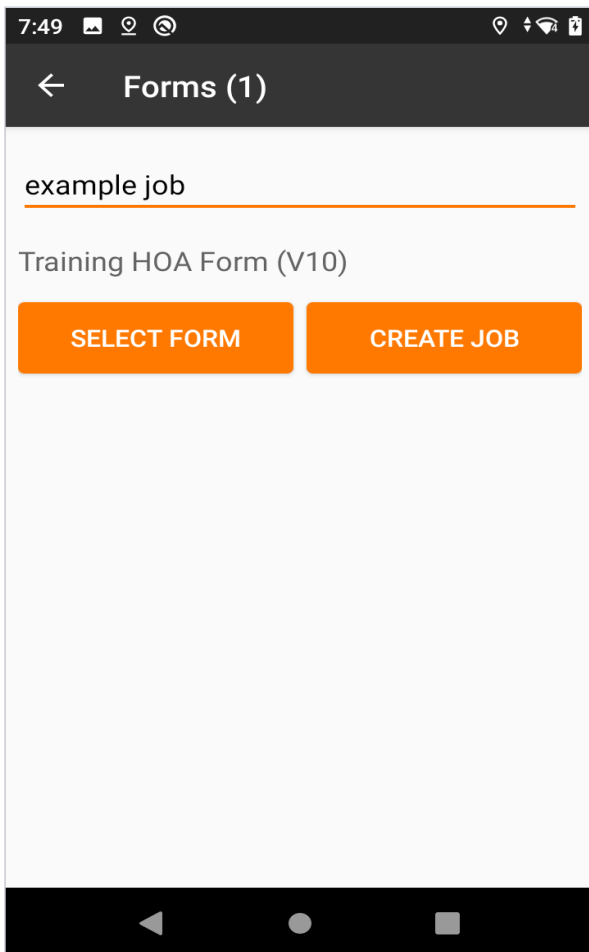 7:49
Forms (1)
example job
Training HOA Form (V10)
SELECT FORM CREATE JOB